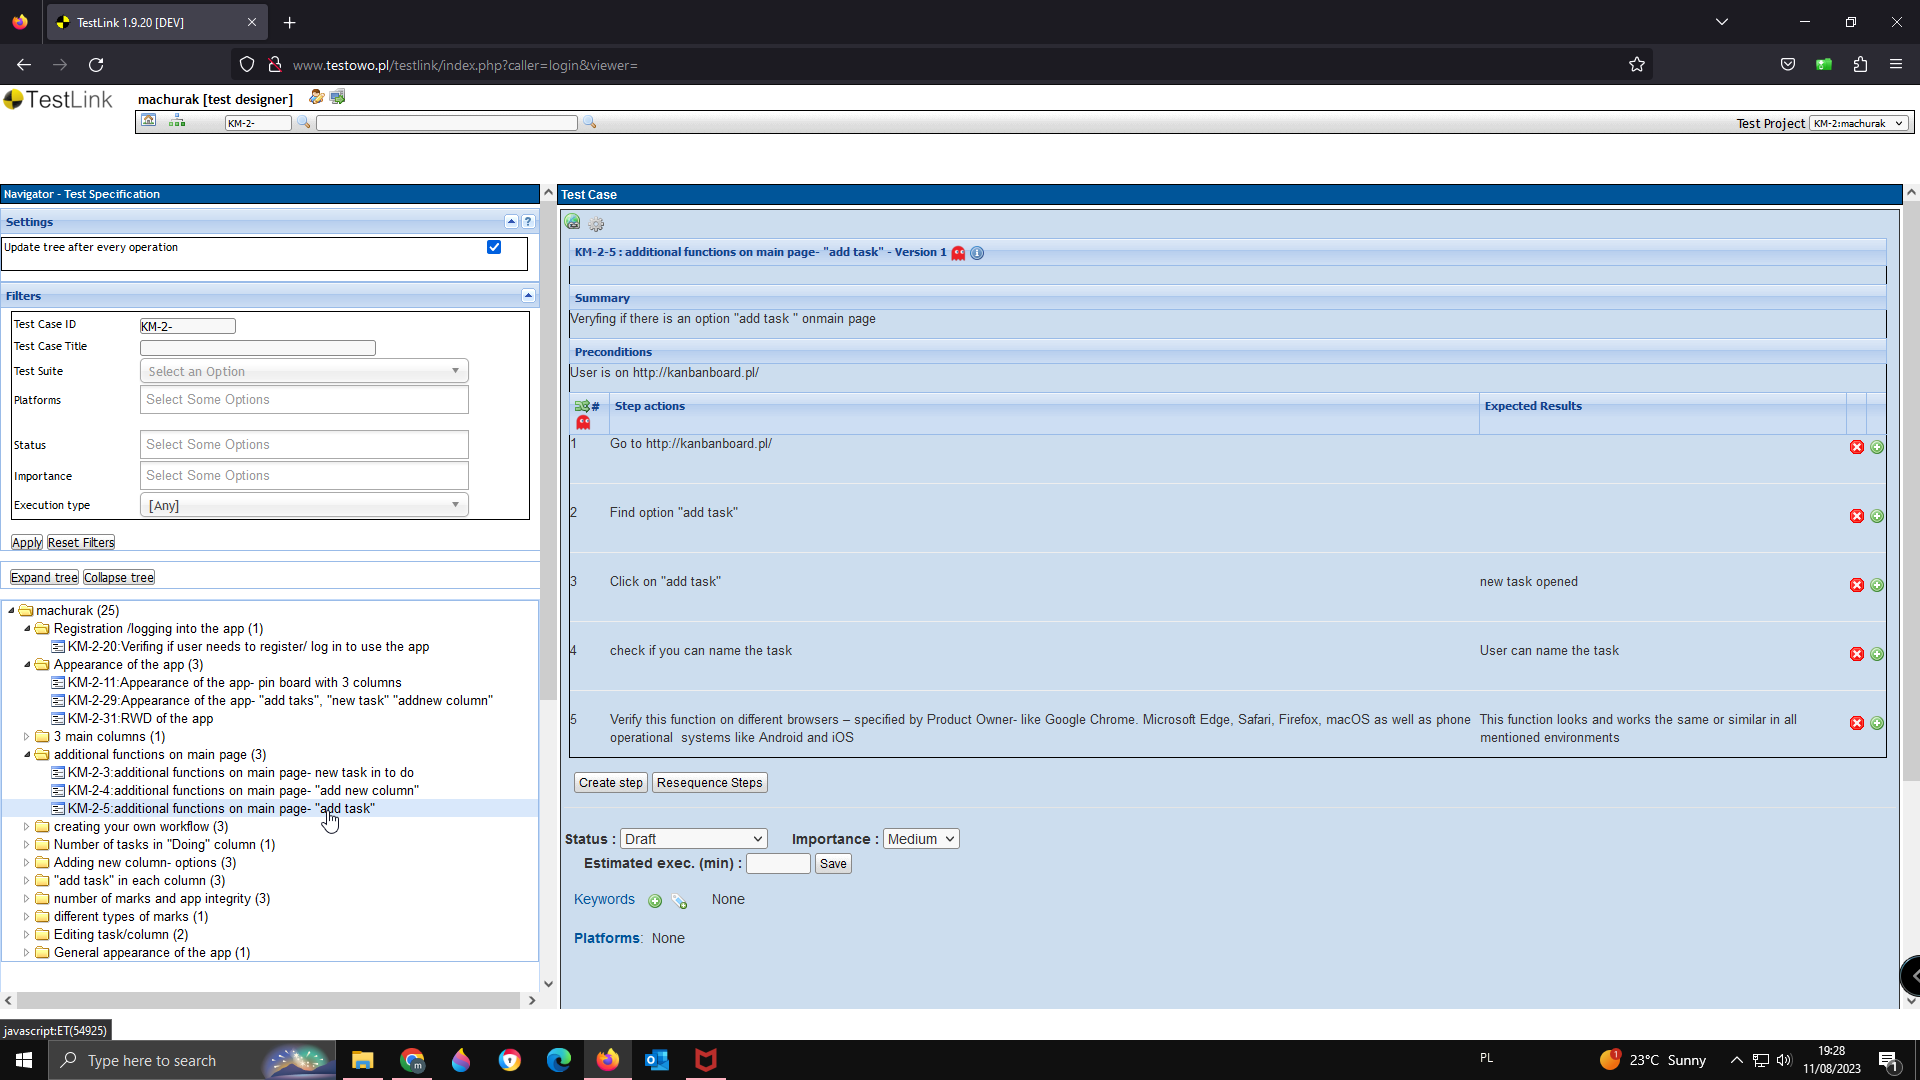 TestLink 1.9.20 [DEV]
www.testowo.pl/testlink/index.php?caller=login&viewer=
TestLink
machurak [test designer]
KM-2-
Test Project KM-2:machurak
Navigator - Test Specification
Settings
?
Update tree after every operation
Filters
Test Case ID
KM-2-
Test Case Title
Test Suite
Select an Option
Platforms
Select Some Options
Status
Select Some Options
Importance
Select Some Options
Execution type
[Any]
Apply Reset Filters
Expand tree Collapse tree
machurak (25)
Registration /logging into the app (1)
KM-2-20:Verifing if user needs to register/ log in to use the app
Appearance of the app (3)
KM-2-11:Appearance of the app- pin board with 3 columns
KM-2-29:Appearance of the app- "add taks", "new task" "addnew column"
KM-2-31:RWD of the app
3 main columns (1)
additional functions on main page (3)
KM-2-3:additional functions on main page- new task in to do
KM-2-4:additional functions on main page- "add new column"
KM-2-5:additional functions on main page- "add task"
creating your own workflow (3)
Number of tasks in "Doing" column (1)
Adding new column- options (3)
"add task" in each column (3)
number of marks and app integrity (3)
different types of marks (1)
Editing task/column (2)
General appearance of the app (1)
Test Case
KM-2-5 : additional functions on main page- "add task" - Version 1
Summary
Veryfing if there is an option "add task " onmain page
Preconditions
User is on http://kanbanboard.pl/
# Step actions Expected Results
1 Go to http://kanbanboard.pl/
2 Find option "add task"
3 Click on "add task" new task opened
4 check if you can name the task User can name the task
5 Verify this function on different browsers – specified by Product Owner- like Google Chrome. Microsoft Edge, Safari, Firefox, macOS as well as phone
operational systems like Android and iOS
This function looks and works the same or similar in all
mentioned environments
Create step Resequence Steps
Status : Draft Importance : Medium
Estimated exec. (min) : Save
Keywords None
Platforms: None
javascript:ET(54925)
Type here to search
m
PL
1
23°C Sunny
19:28
11/08/2023
1